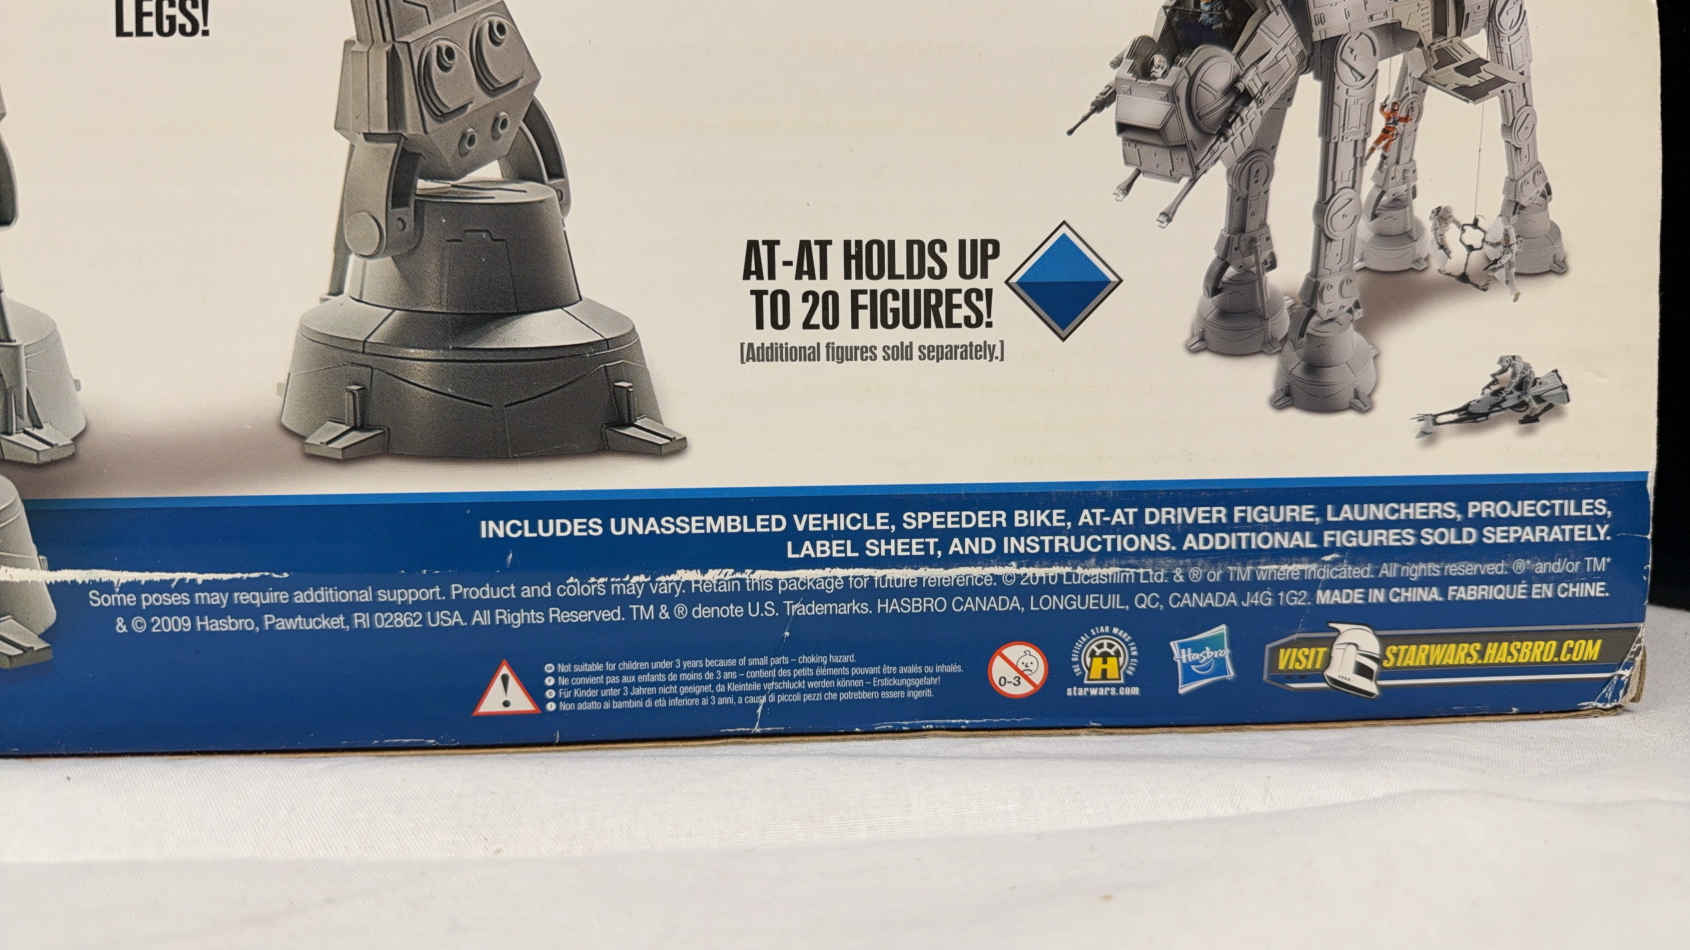 LEGS!
AT-AT HOLDS UP
TO 20 FIGURES!
[Additional figures sold separately.]
INCLUDES UNASSEMBLED VEHICLE, SPEEDER BIKE, AT-AT DRIVER FIGURE, LAUNCHERS, PROJECTILES,
LABEL SHEET, AND INSTRUCTIONS. ADDITIONAL FIGURES SOLD SEPARATELY.
Some poses may require additional support. Product and colors may vary. Retain this package for future reference. © 2010 Lucasfilm Ltd. & ® or TM where indicated. All rights reserved. ®* and/or TM*
& © 2009 Hasbro, Pawtucket, RI 02862 USA. All Rights Reserved. TM & ® denote U.S. Trademarks. HASBRO CANADA, LONGUEUIL, QC, CANADA J4G 1G2. MADE IN CHINA. FABRIQUÉ EN CHINE.
Not suitable for children under 3 years because of small parts – choking hazard.
F Ne convient pas aux enfants de moins de 3 ans – contient des petits éléments pouvant être avalés ou inhalés.
Für Kinder unter 3 Jahren nicht geeignet, da Kleinteile verschluckt werden können – Erstickungsgefahr!
I Non adatto ai bambini di età inferiore ai 3 anni, a causa di piccoli pezzi che potrebbero essere ingeriti.
0-3
THE OFFICIAL STAR WARS FAN CLUB
H
starwars.com
Hasbro
VISIT STARWARS.HASBRO.COM